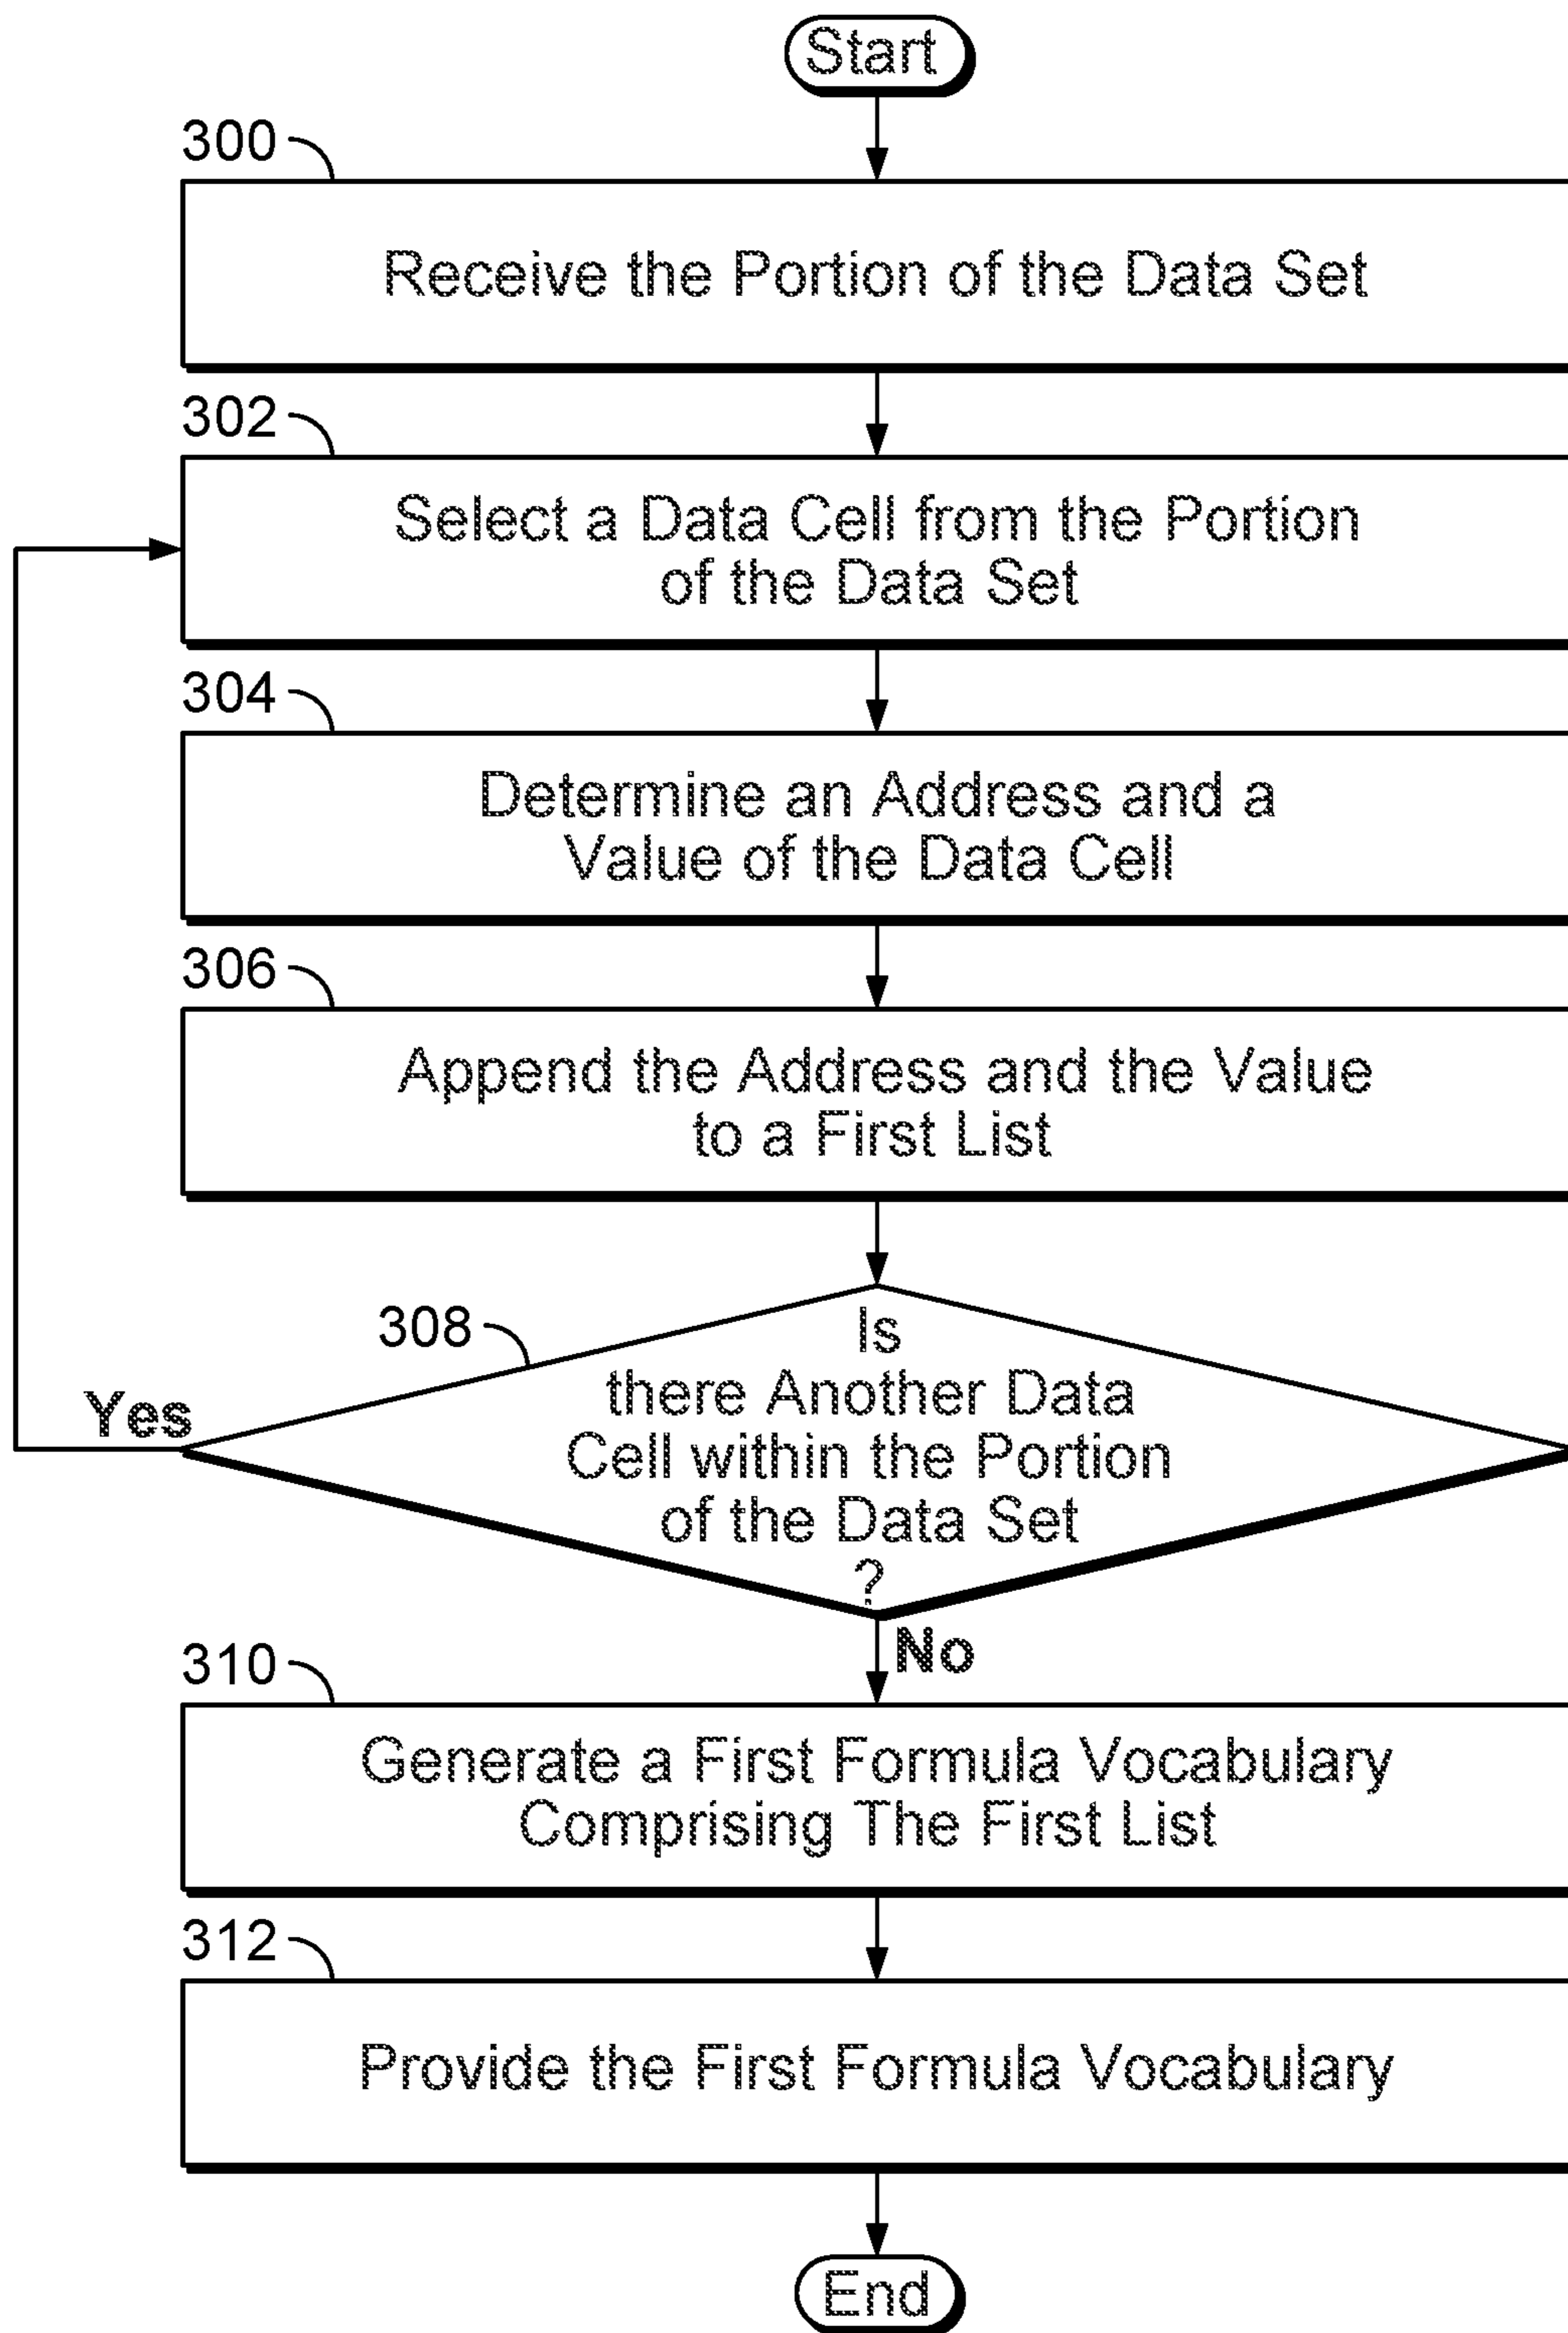 Start
300
Receive the Portion of the Data Set
302
Select a Data Cell from the Portion
of the Data Set
304
Determine an Address and a
Value of the Data Cell
306
Append the Address and the Value
to a First List
308
Is
there Another Data
Cell within the Portion
of the Data Set
?
Yes
No
310
Generate a First Formula Vocabulary
Comprising The First List
312
Provide the First Formula Vocabulary
End